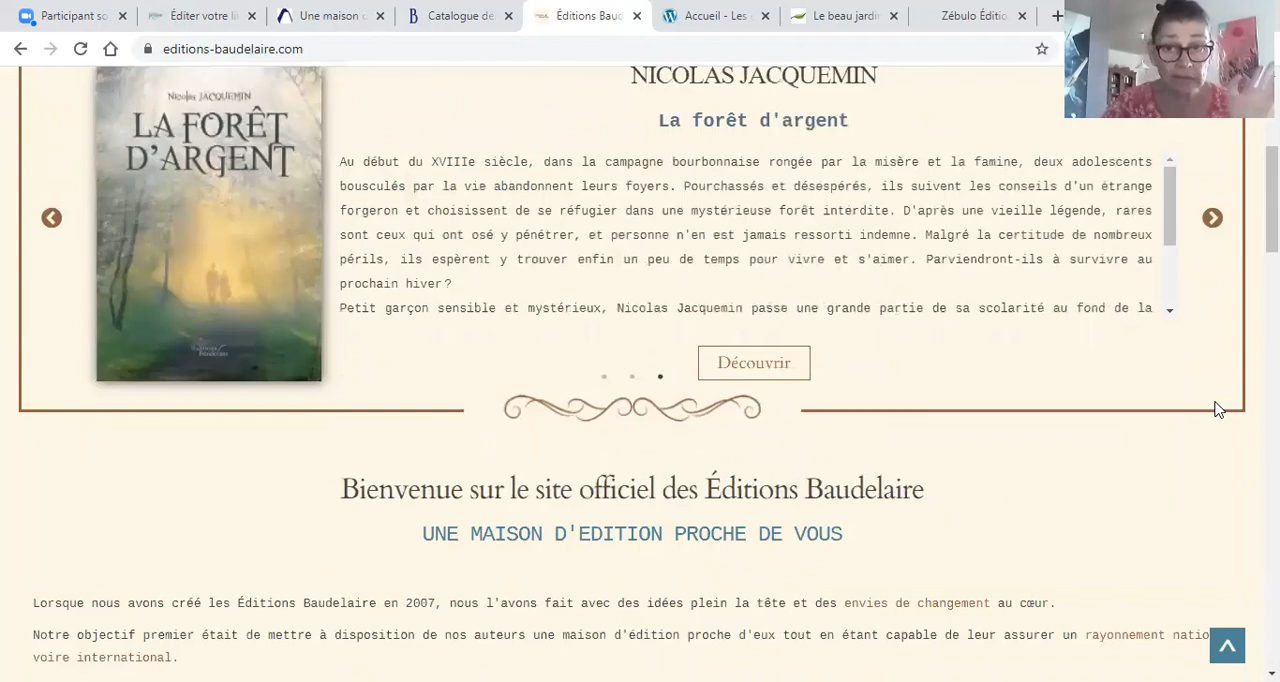 Participant so
Éditer votre li
Une maison d
Catalogue de
Éditions Baud
Accueil - Les
Le beau jardin
Zébulo Éditio
editions-baudelaire.com
NICOLAS JACQUEMIN
Nicolas JACQUEMIN
LA FORÊT
D'ARGENT
La forêt d'argent
Au début du XVIIIe siècle, dans la campagne bourbonnaise rongée par la misère et la famine, deux adolescents
bousculés par la vie abandonnent leurs foyers. Pourchassés et désespérés, ils suivent les conseils d'un étrange
forgeron et choisissent de se réfugier dans une mystérieuse forêt interdite. D'après une vieille légende, rares
sont ceux qui ont osé y pénétrer, et personne n'en est jamais ressorti indemne. Malgré la certitude de nombreux
périls, ils espèrent y trouver enfin un peu de temps pour vivre et s'aimer. Parviendront-ils à survivre au
prochain hiver ?
Petit garçon sensible et mystérieux, Nicolas Jacquemin passe une grande partie de sa scolarité au fond de la
Découvrir
Bienvenue sur le site officiel des Éditions Baudelaire
UNE MAISON D'EDITION PROCHE DE VOUS
Lorsque nous avons créé les Éditions Baudelaire en 2007, nous l'avons fait avec des idées plein la tête et des envies de changement au cœur.
Notre objectif premier était de mettre à disposition de nos auteurs une maison d'édition proche d'eux tout en étant capable de leur assurer un rayonnement natio
voire international.